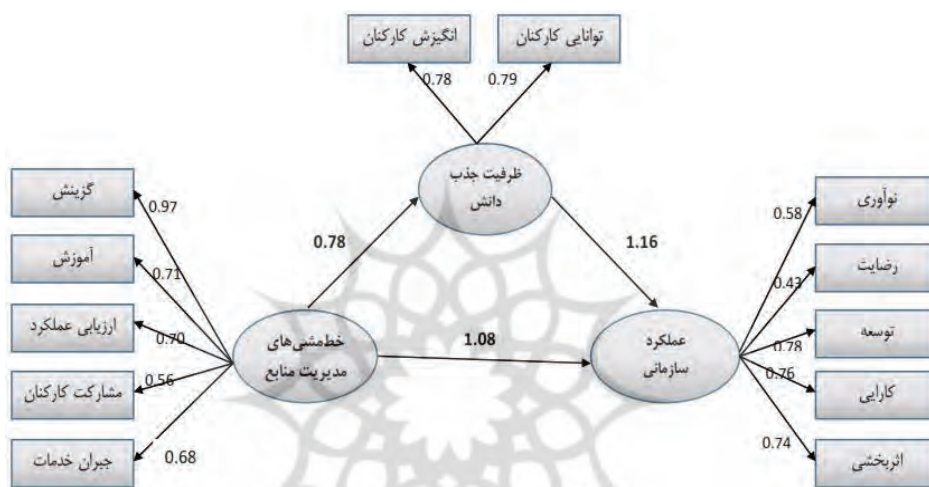 انگیزش کارکنان
توانایی کارکنان
0.78
0.79
ظرفیت جذب
دانش
گزینش
آموزش
ارزیابی عملکرد
مشارکت کارکنان
جبران خدمات
0.97
0.71
0.70
0.56
0.68
خط‌مشی‌های
مدیریت منابع
0.78
1.16
1.08
عملکرد
سازمانی
0.58
0.43
0.78
0.76
0.74
نوآوری
رضایت
توسعه
کارایی
اثربخشی